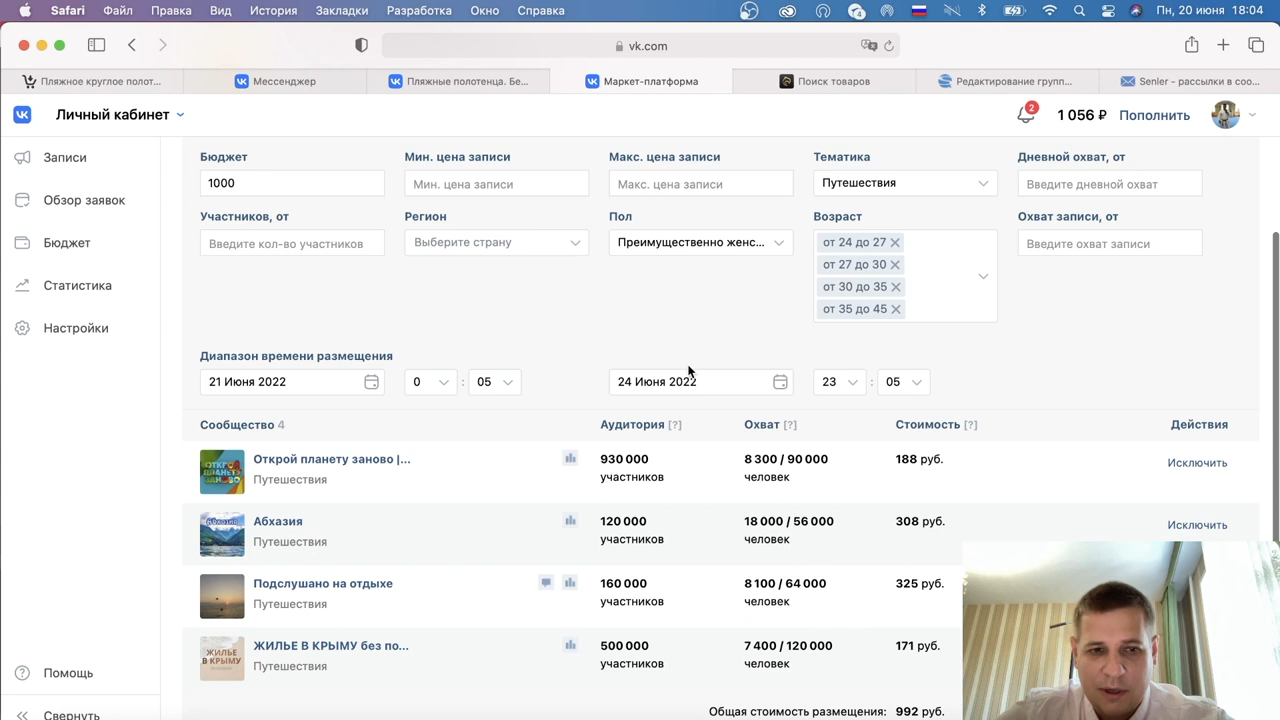 Safari Файл Правка Вид История Закладки Разработка Окно Справка Пн, 20 июня 18:04
vk.com
Пляжное круглое полот... Мессенджер Пляжные полотенца. Бе... Маркет-платформа Поиск товаров Редактирование групп... Senler - рассылки в соо...
Личный кабинет 2 1 056 ₽ Пополнить
Записи
Обзор заявок
Бюджет
Статистика
Настройки
Помощь
Свернуть
Бюджет Мин. цена записи Макс. цена записи Тематика Дневной охват, от
1000 Мин. цена записи Макс. цена записи Путешествия Введите дневной охват
Участников, от Регион Пол Возраст Охват записи, от
Введите кол-во участников Выберите страну Преимущественно женс... от 24 до 27 Введите охват записи
от 27 до 30
от 30 до 35
от 35 до 45
Диапазон времени размещения
21 Июня 2022 0 : 05 24 Июня 2022 23 : 05
Сообщество 4 Аудитория [?] Охват [?] Стоимость [?] Действия
Открой планету заново |... 930 000 8 300 / 90 000 188 руб. Исключить
Путешествия участников человек
Абхазия 120 000 18 000 / 56 000 308 руб. Исключить
Путешествия участников человек
Подслушано на отдыхе 160 000 8 100 / 64 000 325 руб.
Путешествия участников человек
ЖИЛЬЕ В КРЫМУ без по... 500 000 7 400 / 120 000 171 руб.
Путешествия участников человек
Общая стоимость размещения: 992 руб.